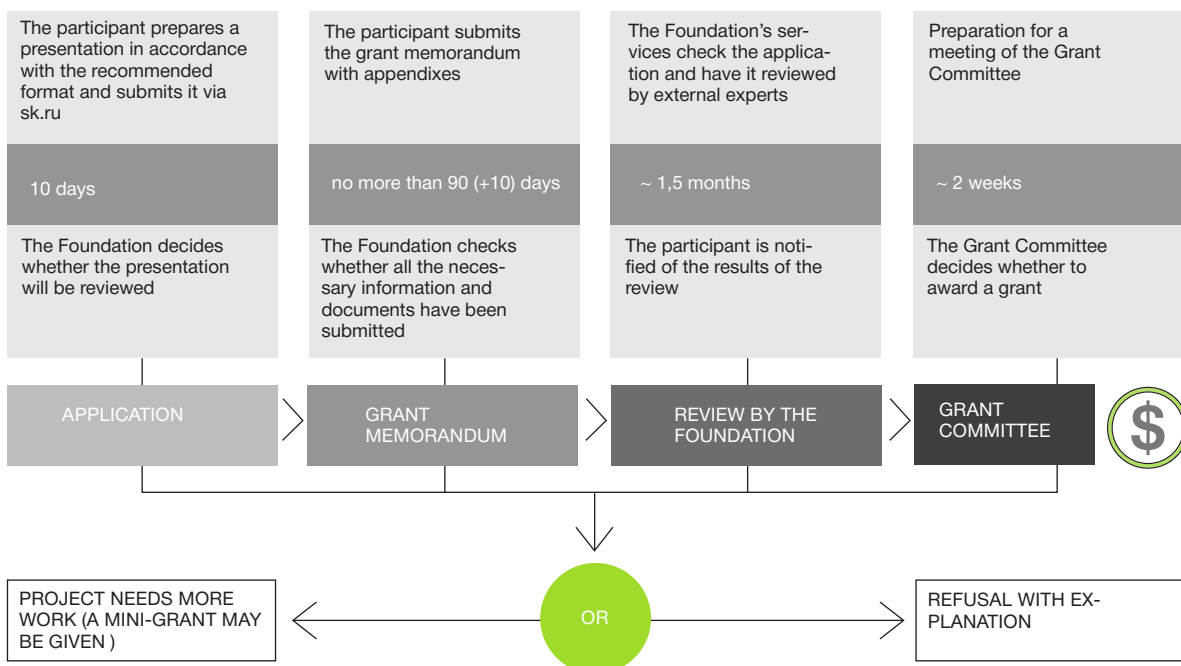 The participant prepares a
presentation in accordance
with the recommended
format and submits it via
sk.ru
10 days
The Foundation decides
whether the presentation
will be reviewed
The participant submits
the grant memorandum
with appendixes
no more than 90 (+10) days
The Foundation checks
whether all the neces-
sary information and
documents have been
submitted
The Foundation's ser-
vices check the applica-
tion and have it reviewed
by external experts
~ 1,5 months
The participant is noti-
fied of the results of the
review
Preparation for a
meeting of the Grant
Committee
~ 2 weeks
The Grant Committee
decides whether to
award a grant
APPLICATION
GRANT
MEMORANDUM
REVIEW BY THE
FOUNDATION
GRANT
COMMITTEE
$
PROJECT NEEDS MORE
WORK (A MINI-GRANT MAY
BE GIVEN )
OR
REFUSAL WITH EX-
PLANATION